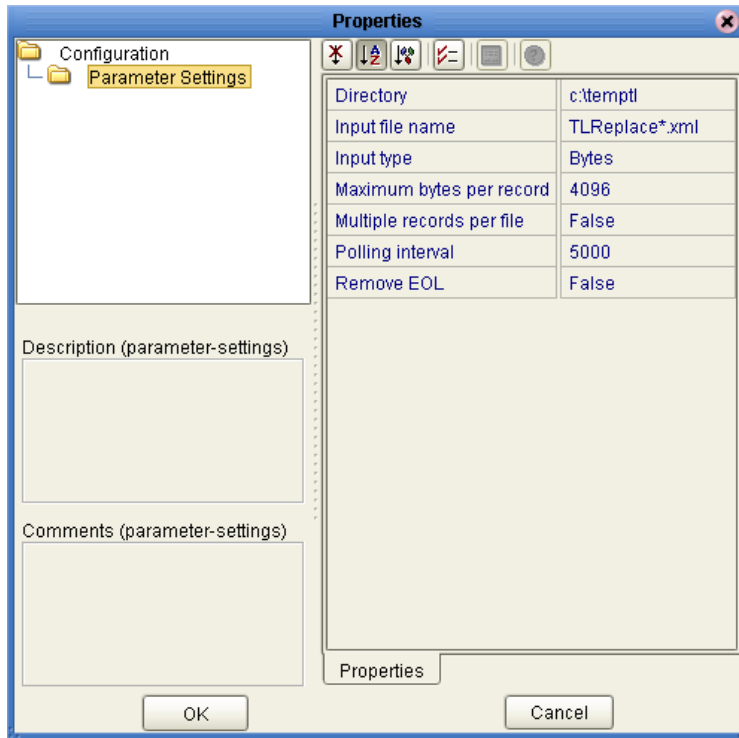 Properties
Configuration
Parameter Settings
Description (parameter-settings)
Comments (parameter-settings)
Directory c:\temptl
Input file name TLReplace*.xml
Input type Bytes
Maximum bytes per record 4096
Multiple records per file False
Polling interval 5000
Remove EOL False
Properties
OK
Cancel